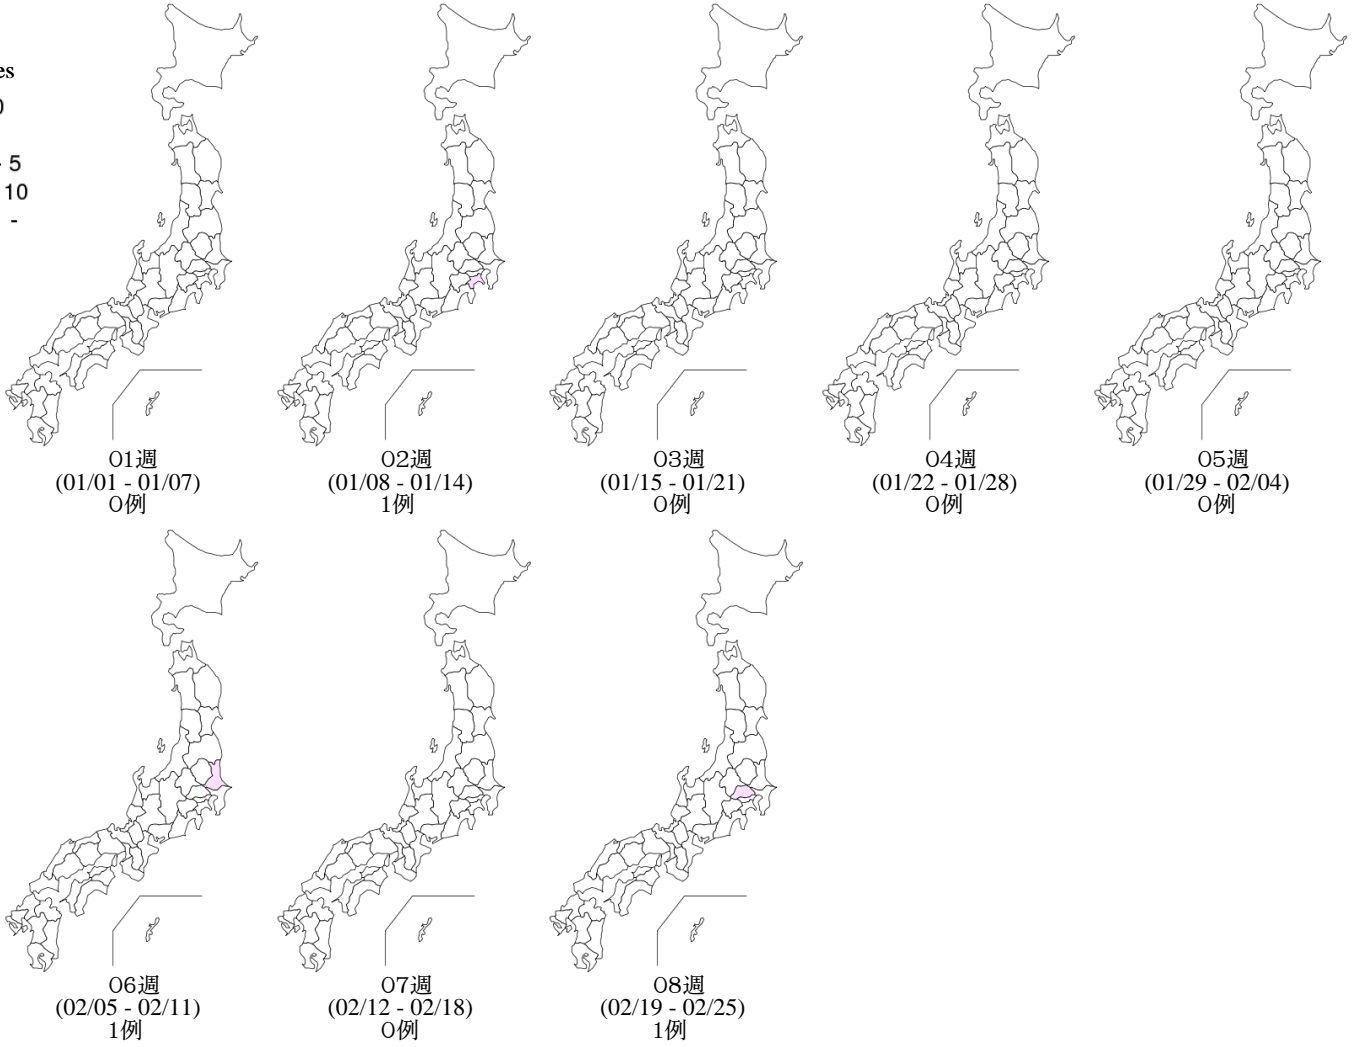 es
0
- 5
10
-
01週
(01/01 - 01/07)
0例
02週
(01/08 - 01/14)
1例
03週
(01/15 - 01/21)
0例
04週
(01/22 - 01/28)
0例
05週
(01/29 - 02/04)
0例
06週
(02/05 - 02/11)
1例
07週
(02/12 - 02/18)
0例
08週
(02/19 - 02/25)
1例